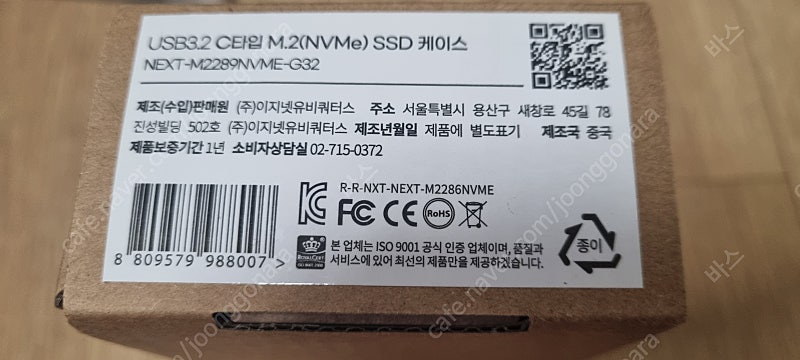 USB3.2 C타입 M.2(NVMe) SSD 케이스
NEXT-M2289NVME-G32
제조(수입)판매원 (주)이지넷유비쿼터스 주소 서울특별시 용산구 새창로 45길 78
진성빌딩 502호 (주)이지넷유비쿼터스 제조년월일 제품에 별도표기 제조국 중국
제품보증기간 1년 소비자상담실 02-715-0372
R-R-NXT-NEXT-M2286NVME
FC CE RoHS
본 업체는 ISO 9001 공식 인증 업체이며, 품질과
서비스에 있어 최선의 제품만을 제공하겠습니다.
종이
8 809579 988007 >
cafe.naver.com/joonggonara
바스